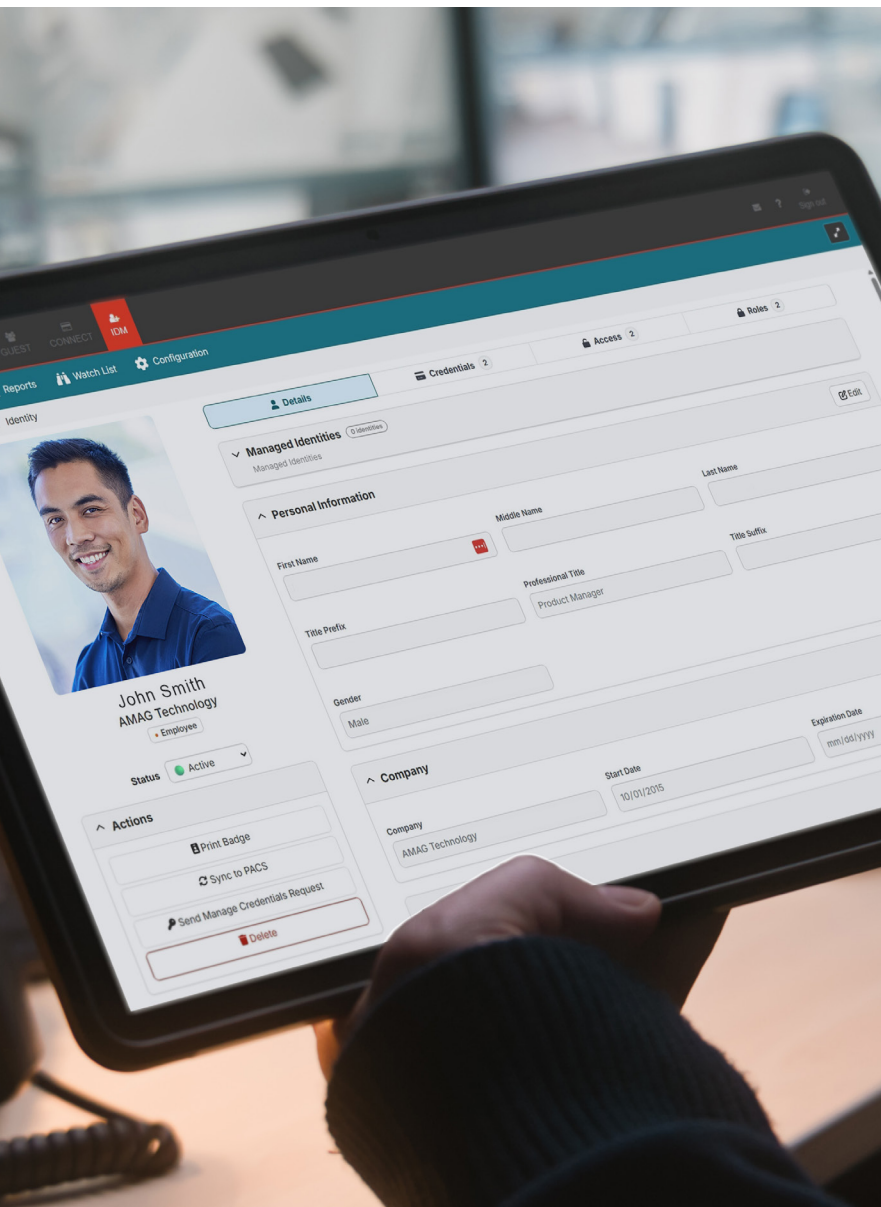 Sign out
GUEST
CONNECT
IDM
Reports
Watch List
Configuration
Identity
Details
Credentials 2
Access 2
Roles 2
Managed Identities 0 identities
Managed Identities
Edit
Personal Information
First Name
Middle Name
Last Name
Title Prefix
Professional Title
Product Manager
Title Suffix
Gender
Male
John Smith
AMAG Technology
Employee
Status Active
Actions
Print Badge
Sync to PACS
Send Manage Credentials Request
Delete
Company
Company
AMAG Technology
Start Date
10/01/2015
Expiration Date
mm/dd/yyyy